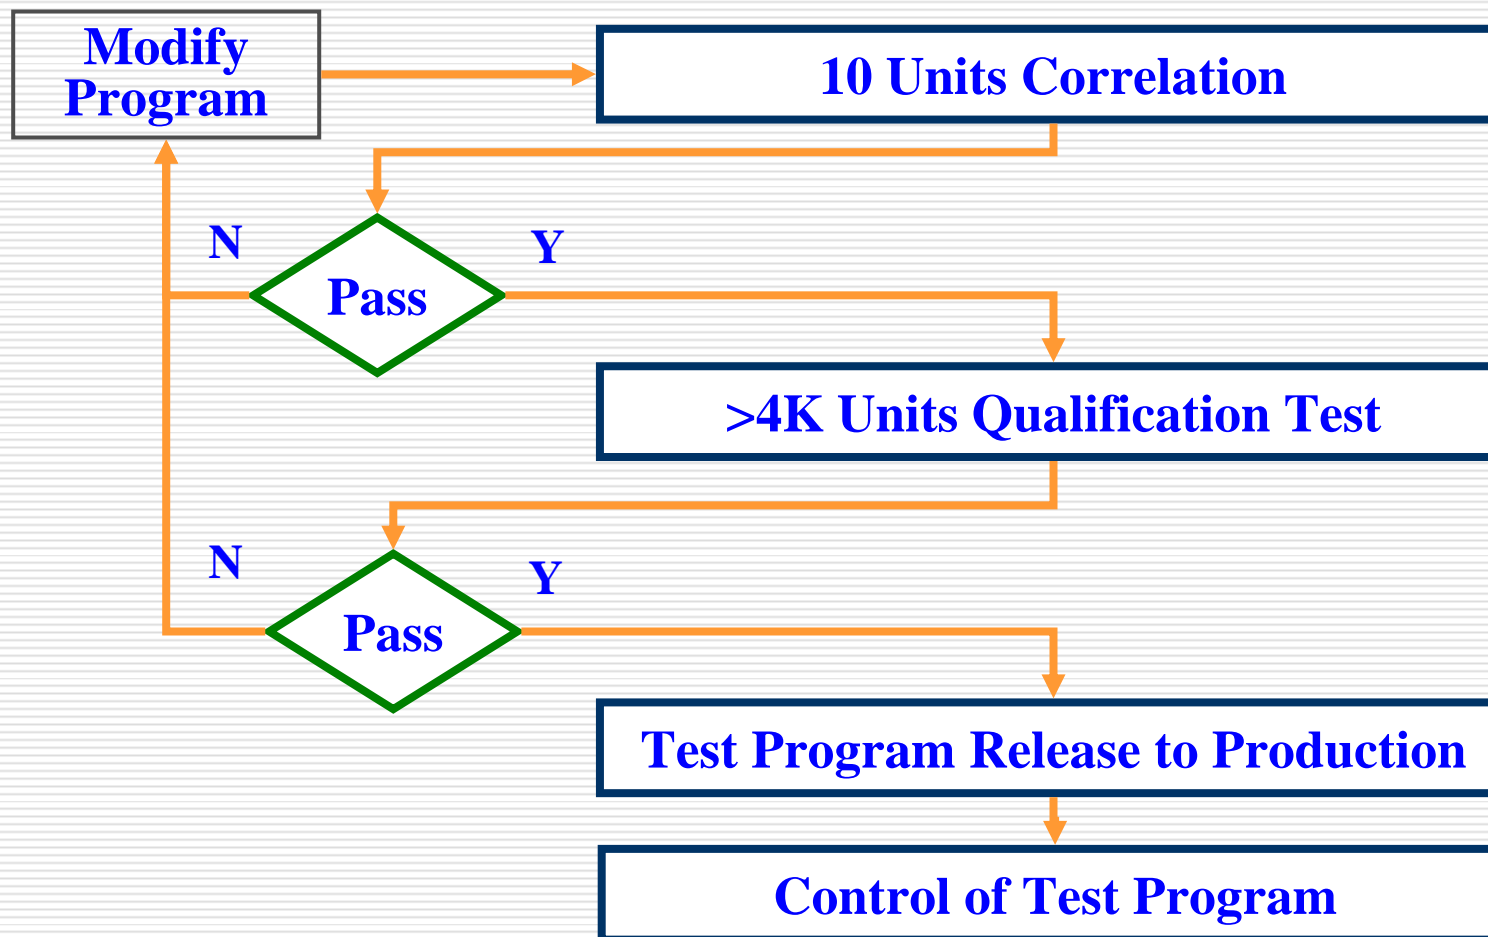 Modify
Program
10 Units Correlation
N
Y
Pass
>4K Units Qualification Test
N
Y
Pass
Test Program Release to Production
Control of Test Program